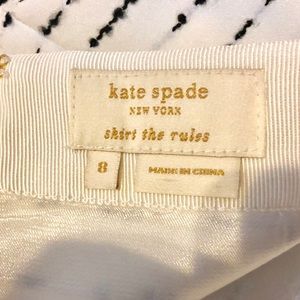 kate spade
NEW YORK
skirt the rules
8
MADE IN CHINA